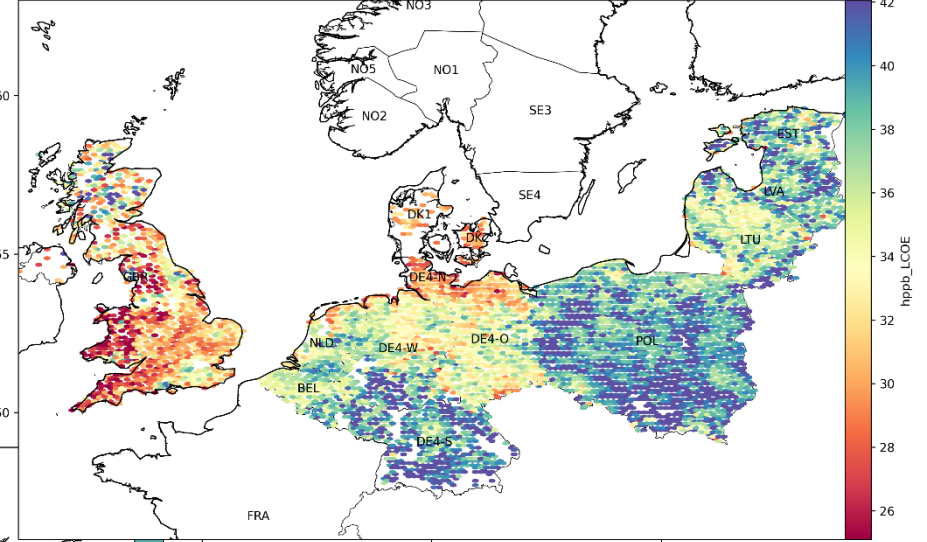 NO3
42
NO5
NO1
40
60
NO2
SE3
38
EST
LVA
36
SE4
DK1
LTU
34
55
GBR
DE4-N
hppb_LCOE
32
NLD
DE4-W
DE4-O
POL
BEL
30
50
DE4-S
28
FRA
26